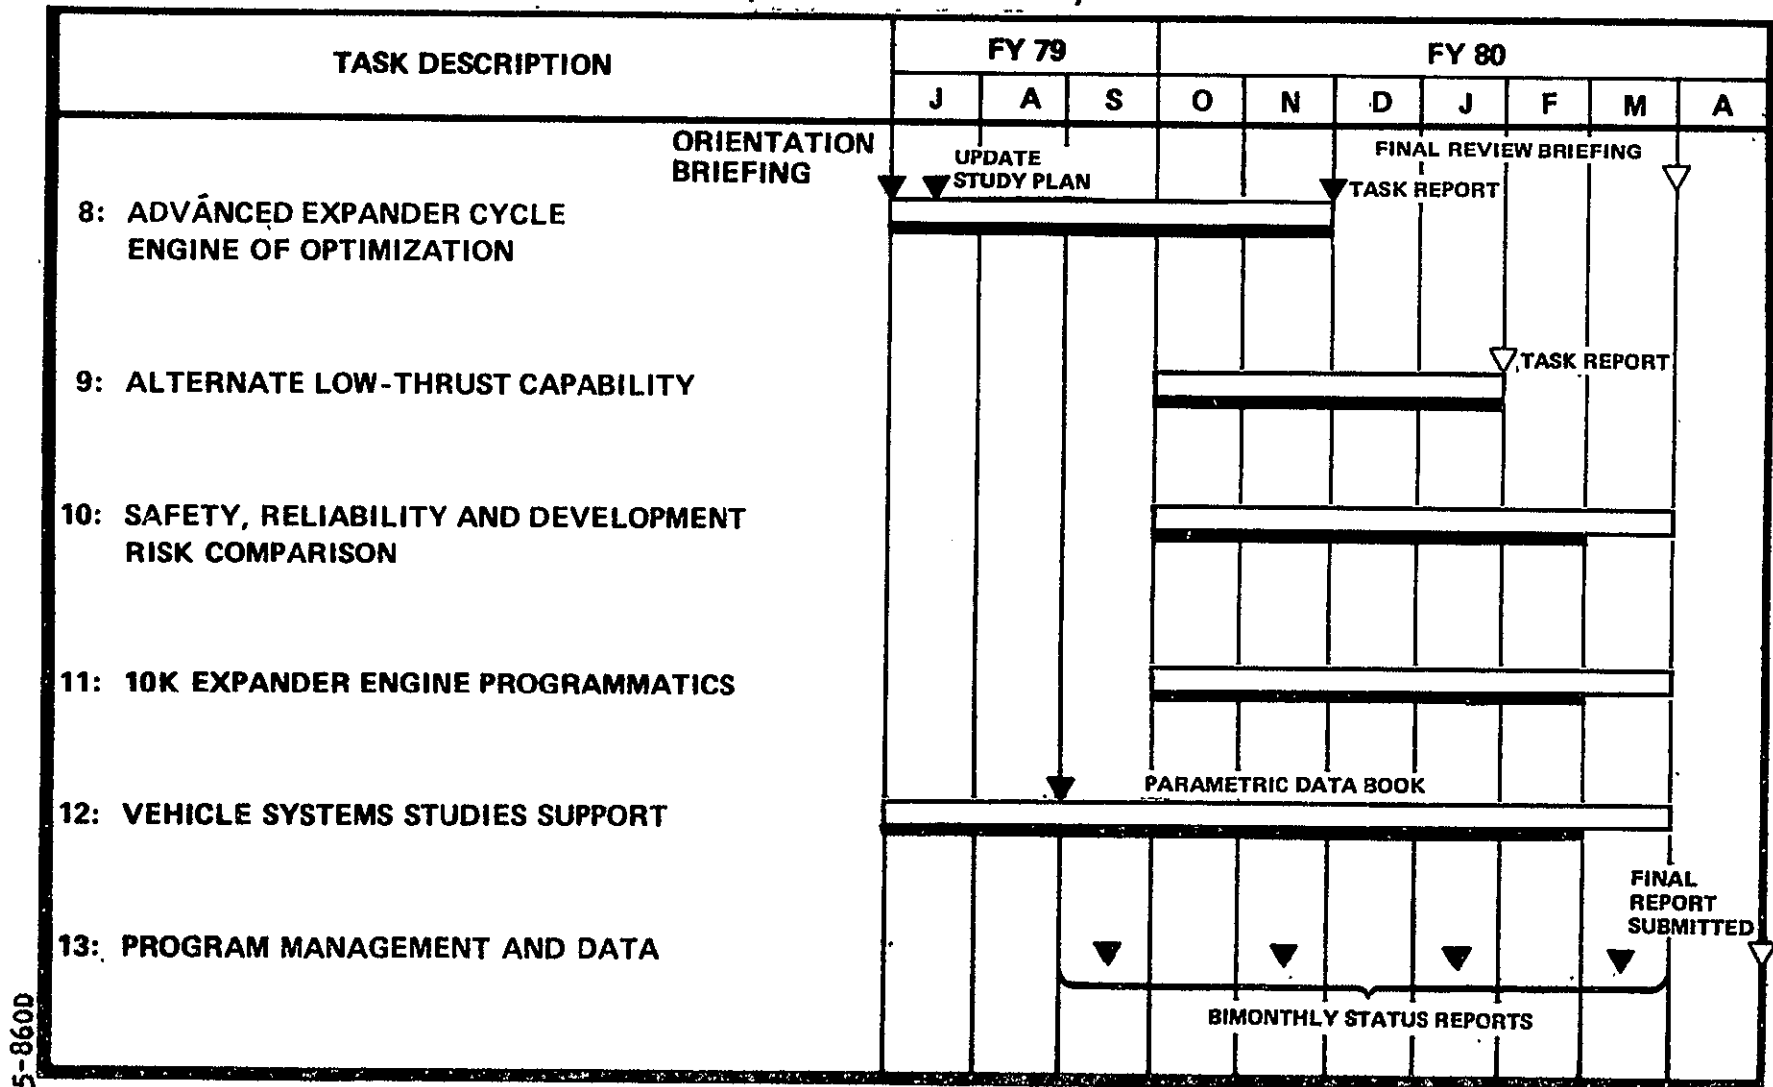 TASK DESCRIPTION
FY 79
FY 80
J A S O N D J F M A
ORIENTATION
BRIEFING
UPDATE
STUDY PLAN
FINAL REVIEW BRIEFING
TASK REPORT
8: ADVANCED EXPANDER CYCLE
ENGINE OF OPTIMIZATION
TASK REPORT
9: ALTERNATE LOW-THRUST CAPABILITY
10: SAFETY, RELIABILITY AND DEVELOPMENT
RISK COMPARISON
11: 10K EXPANDER ENGINE PROGRAMMATICS
PARAMETRIC DATA BOOK
12: VEHICLE SYSTEMS STUDIES SUPPORT
FINAL
REPORT
SUBMITTED
13: PROGRAM MANAGEMENT AND DATA
BIMONTHLY STATUS REPORTS
5-860D